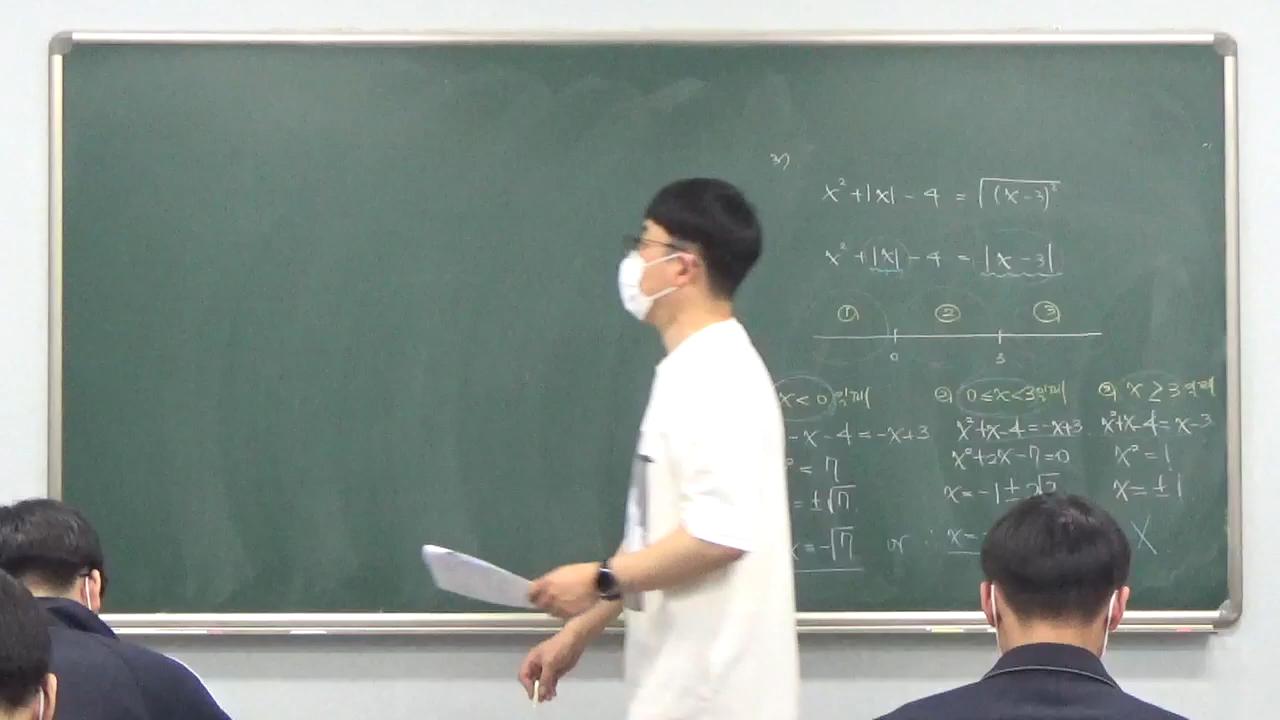 3)
x² + |x| - 4 = √(x-3)²
x² + |x| - 4 = |x-3|
① ② ③
0 3
x < 0 일 때
- x - 4 = -x + 3
² = 7
= ±√7
x = -√7 or
② 0 ≤ x < 3 일 때
x² + x - 4 = -x + 3
x² + 2x - 7 = 0
x = -1 ± 2√2
∴ x =
③ x ≥ 3 일 때
x² + x - 4 = x - 3
x² = 1
x = ± 1
X